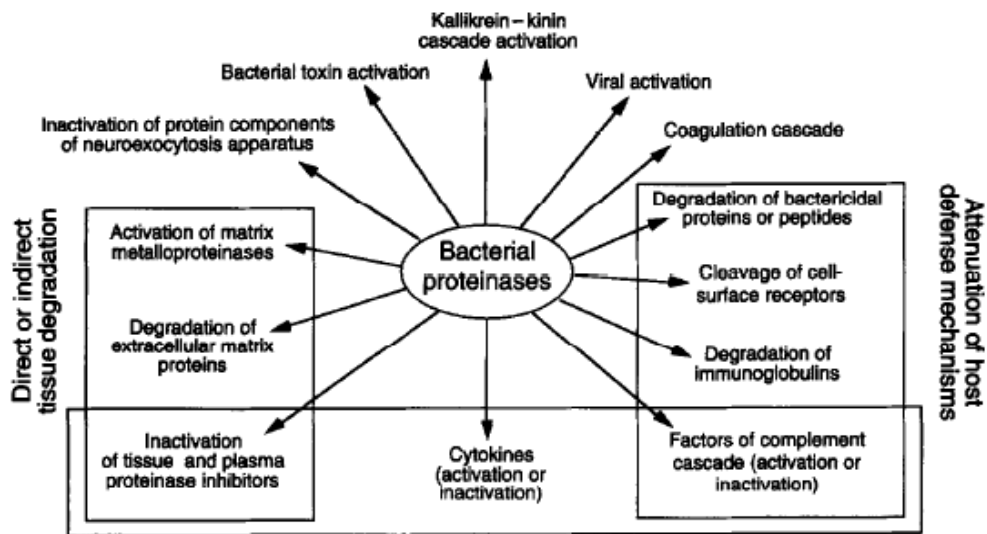 Kallikrein – kinin
cascade activation
Bacterial toxin activation
Viral activation
Inactivation of protein components
of neuroexocytosis apparatus
Coagulation cascade
Direct or indirect
tissue degradation
Activation of matrix
metalloproteinases
Degradation of
extracellular matrix
proteins
Inactivation
of tissue and plasma
proteinase inhibitors
Bacterial
proteinases
Cytokines
(activation or
inactivation)
Degradation of bactericidal
proteins or peptides
Cleavage of cell-
surface receptors
Degradation of
immunoglobulins
Factors of complement
cascade (activation or
inactivation)
Attenuation of host
defense mechanisms